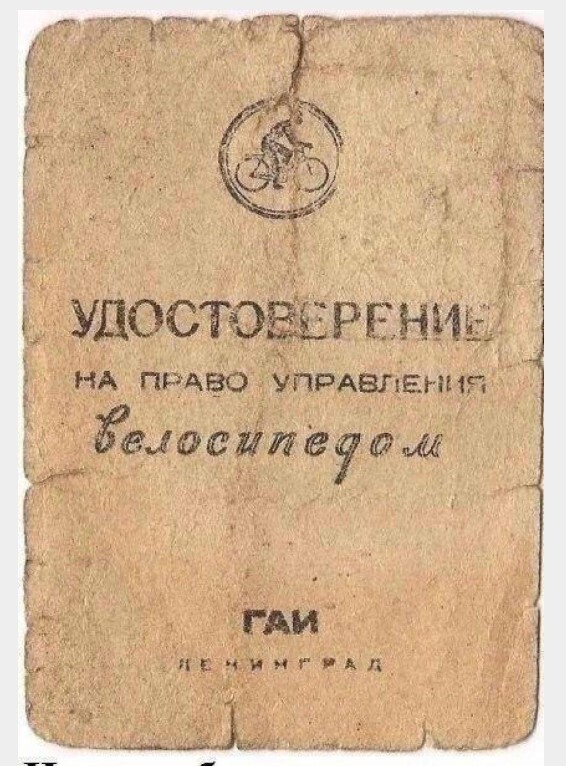 УДОСТОВЕРЕНИЕ
НА ПРАВО УПРАВЛЕНИЯ
велосипедом
ГАИ
ЛЕНИНГРАД